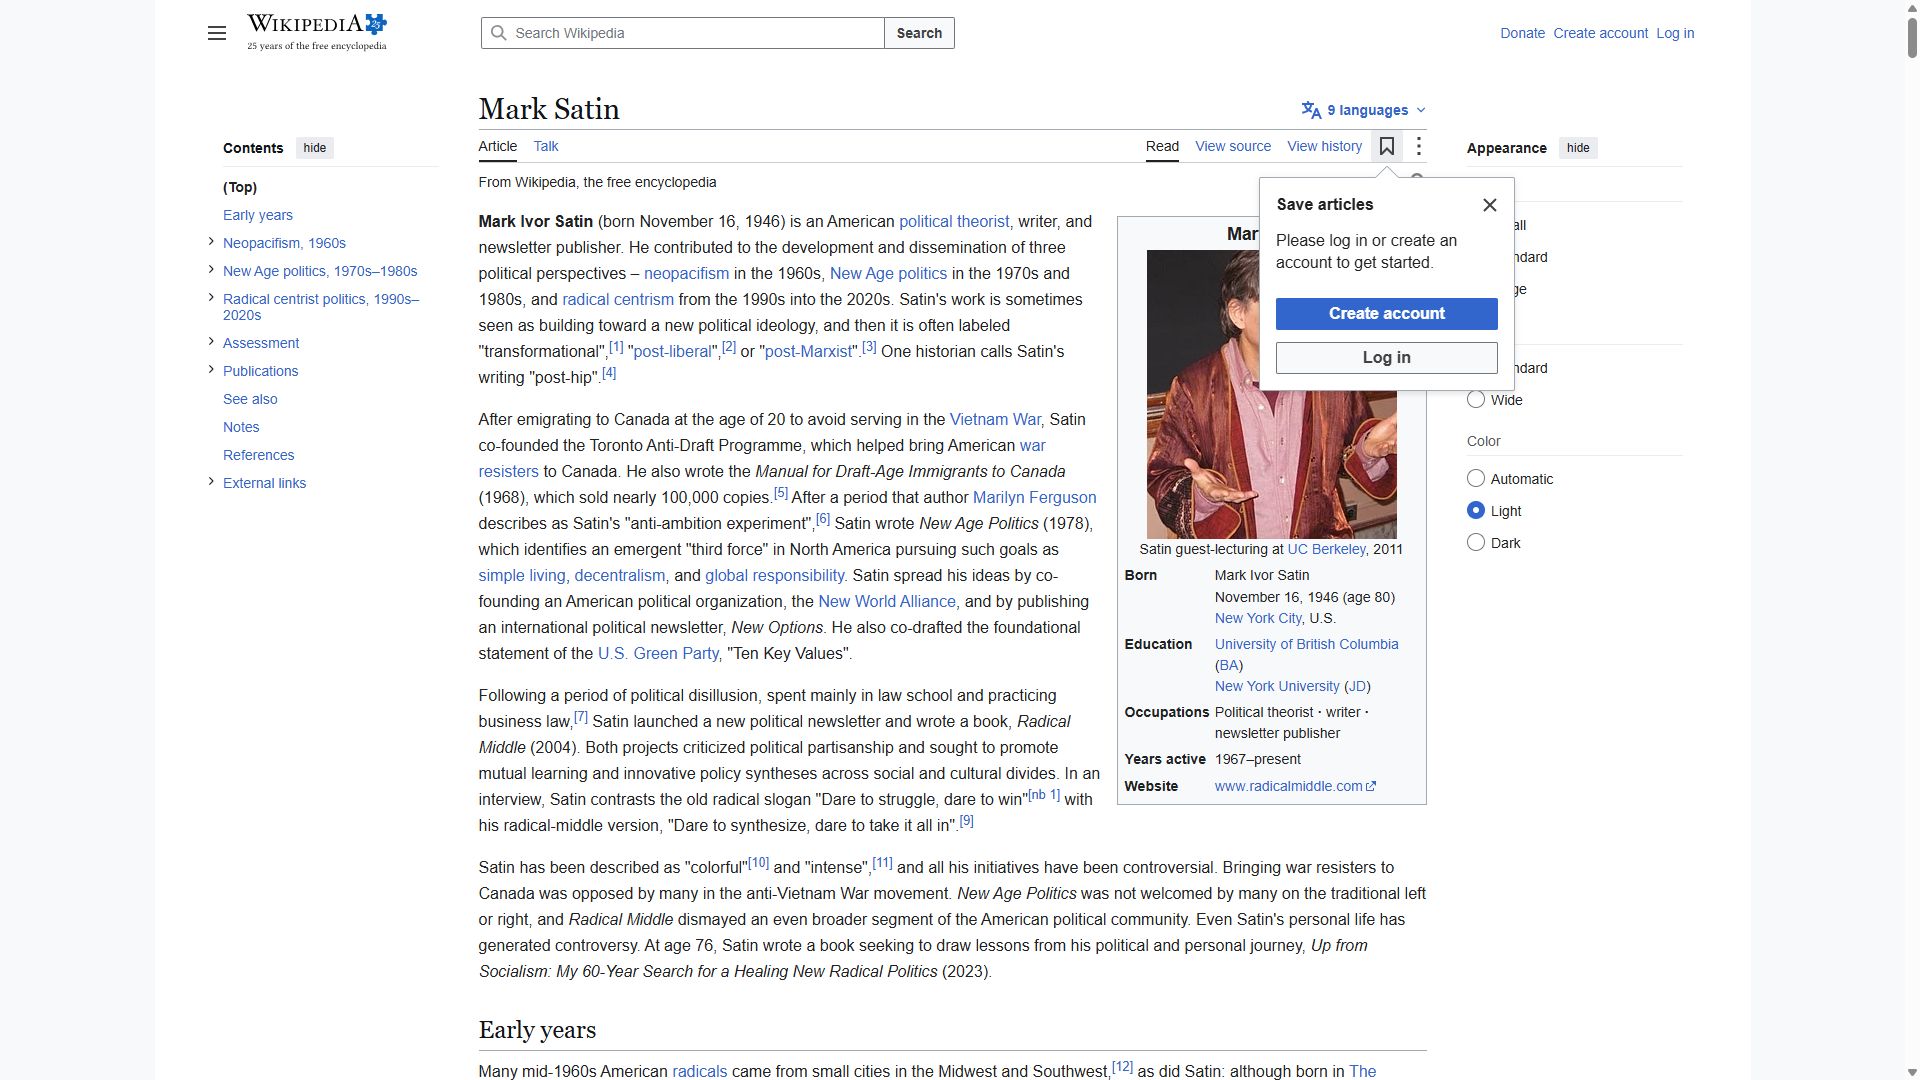 WIKIPEDIA 25
25 years of the free encyclopedia
Search Wikipedia
Search
Donate
Create account
Log in
Contents
hide
(Top)
Early years
Neopacifism, 1960s
New Age politics, 1970s–1980s
Radical centrist politics, 1990s–
2020s
Assessment
Publications
See also
Notes
References
External links
Mark Satin
9 languages
Article
Talk
Read
View source
View history
From Wikipedia, the free encyclopedia
Mark Ivor Satin (born November 16, 1946) is an American political theorist, writer, and
newsletter publisher. He contributed to the development and dissemination of three
political perspectives – neopacifism in the 1960s, New Age politics in the 1970s and
1980s, and radical centrism from the 1990s into the 2020s. Satin's work is sometimes
seen as building toward a new political ideology, and then it is often labeled
"transformational",[1] "post-liberal",[2] or "post-Marxist".[3] One historian calls Satin's
writing "post-hip".[4]
After emigrating to Canada at the age of 20 to avoid serving in the Vietnam War, Satin
co-founded the Toronto Anti-Draft Programme, which helped bring American war
resisters to Canada. He also wrote the Manual for Draft-Age Immigrants to Canada
(1968), which sold nearly 100,000 copies.[5] After a period that author Marilyn Ferguson
describes as Satin's "anti-ambition experiment",[6] Satin wrote New Age Politics (1978),
which identifies an emergent "third force" in North America pursuing such goals as
simple living, decentralism, and global responsibility. Satin spread his ideas by co-
founding an American political organization, the New World Alliance, and by publishing
an international political newsletter, New Options. He also co-drafted the foundational
statement of the U.S. Green Party, "Ten Key Values".
Following a period of political disillusion, spent mainly in law school and practicing
business law,[7] Satin launched a new political newsletter and wrote a book, Radical
Middle (2004). Both projects criticized political partisanship and sought to promote
mutual learning and innovative policy syntheses across social and cultural divides. In an
interview, Satin contrasts the old radical slogan "Dare to struggle, dare to win"[nb 1] with
his radical-middle version, "Dare to synthesize, dare to take it all in".[9]
Satin has been described as "colorful"[10] and "intense",[11] and all his initiatives have been controversial. Bringing war resisters to
Canada was opposed by many in the anti-Vietnam War movement. New Age Politics was not welcomed by many on the traditional left
or right, and Radical Middle dismayed an even broader segment of the American political community. Even Satin's personal life has
generated controversy. At age 76, Satin wrote a book seeking to draw lessons from his political and personal journey, Up from
Socialism: My 60-Year Search for a Healing New Radical Politics (2023).
Early years
Many mid-1960s American radicals came from small cities in the Midwest and Southwest,[12] as did Satin: although born in The
Mar
Satin guest-lecturing at UC Berkeley, 2011
Born
Mark Ivor Satin
November 16, 1946 (age 80)
New York City, U.S.
Education
University of British Columbia
(BA)
New York University (JD)
Occupations
Political theorist · writer ·
newsletter publisher
Years active
1967–present
Website
www.radicalmiddle.com
Save articles
Please log in or create an
account to get started.
Create account
Log in
Appearance
hide
all
ndard
ge
ndard
Wide
Color
Automatic
Light
Dark